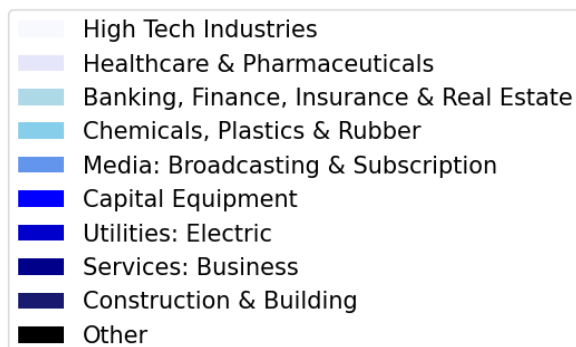 High Tech Industries
Healthcare & Pharmaceuticals
Banking, Finance, Insurance & Real Estate
Chemicals, Plastics & Rubber
Media: Broadcasting & Subscription
Capital Equipment
Utilities: Electric
Services: Business
Construction & Building
Other